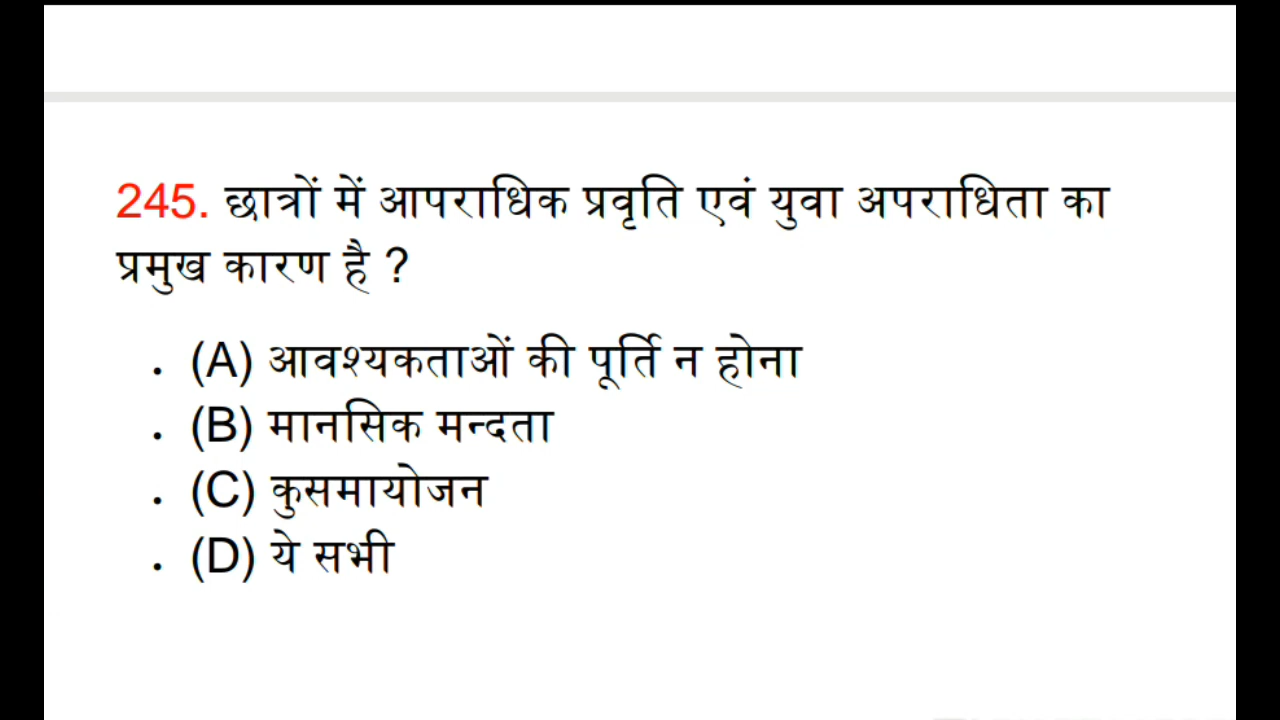 245. छात्रों में आपराधिक प्रवृति एवं युवा अपराधिता का
प्रमुख कारण है ?
. (A) आवश्यकताओं की पूर्ति न होना
. (B) मानसिक मन्दता
. (C) कुसमायोजन
. (D) ये सभी